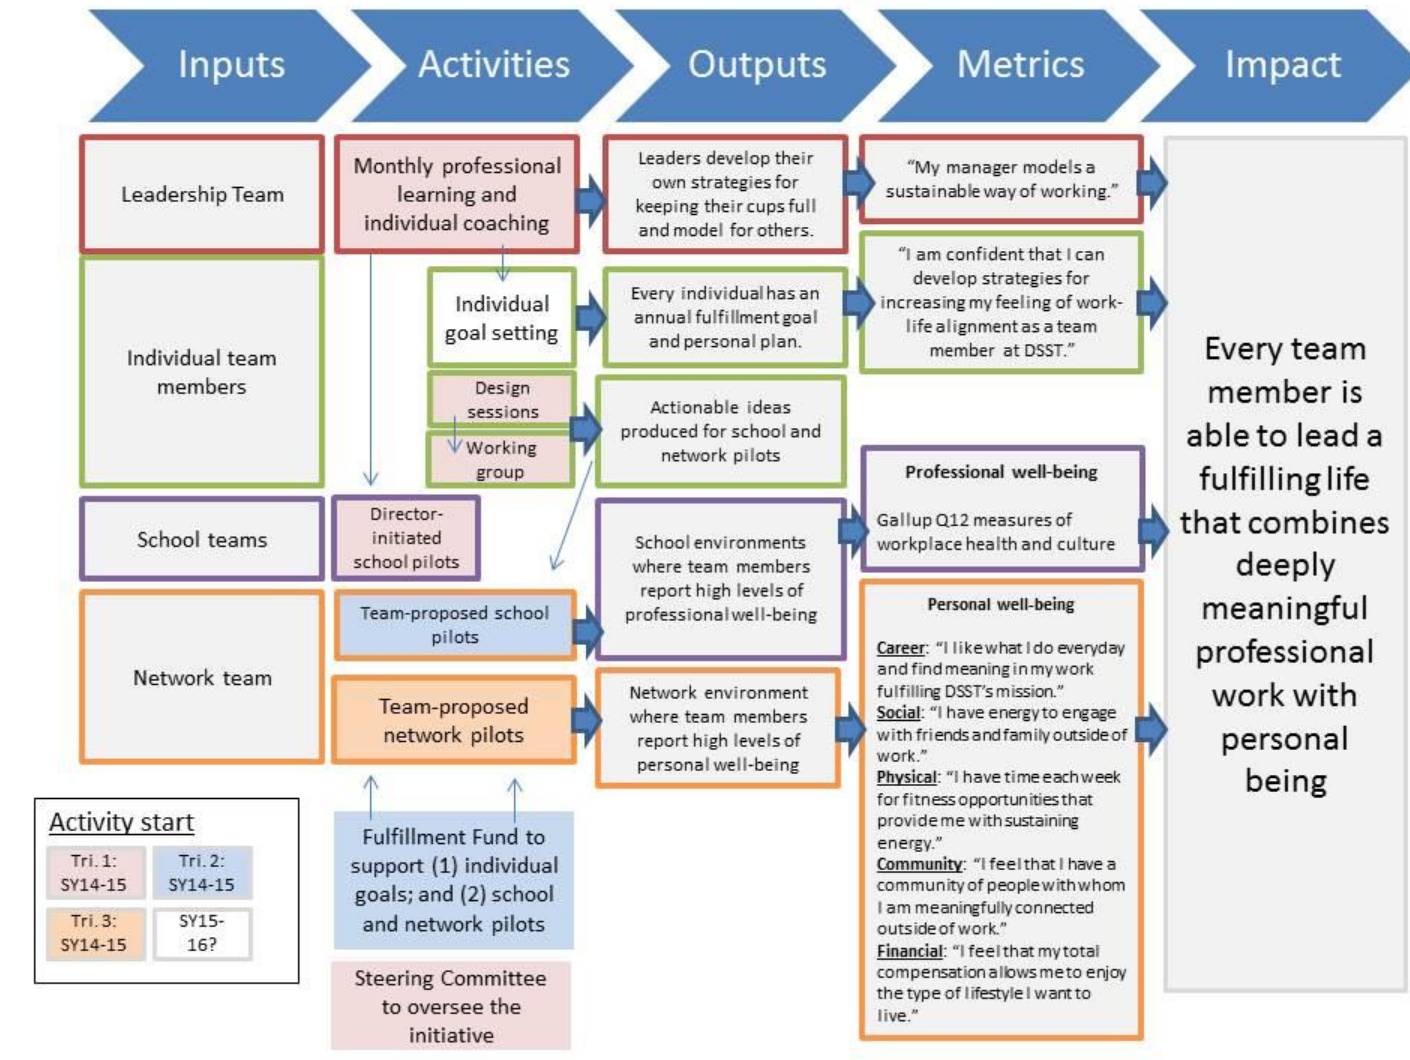 Inputs
Activities
Outputs
Metrics
Impact
Leadership Team
Monthly professional
learning and
individual coaching
Leaders develop their
own strategies for
keeping their cups full
and model for others.
“My manager models a
sustainable way of working.”
Individual team
members
Individual
goal setting
Every individual has an
annual fulfillment goal
and personal plan.
“I am confident that I can
develop strategies for
increasing my feeling of work-
life alignment as a team
member at DSST.”
Design
sessions
Working
group
Actionable ideas
produced for school and
network pilots
School teams
Director-
initiated
school pilots
School environments
where team members
report high levels of
professional well-being
Professional well-being
Gallup Q12 measures of
workplace health and culture
Network team
Team-proposed school
pilots
Team-proposed
network pilots
Network environment
where team members
report high levels of
personal well-being
Personal well-being
Career: “I like what I do everyday
and find meaning in my work
fulfilling DSST’s mission.”
Social: “I have energy to engage
with friends and family outside of
work.”
Physical: “I have time each week
for fitness opportunities that
provide me with sustaining
energy.”
Community: “I feel that I have a
community of people with whom
I am meaningfully connected
outside of work.”
Financial: “I feel that my total
compensation allows me to enjoy
the type of lifestyle I want to
live.”
Every team
member is
able to lead a
fulfilling life
that combines
deeply
meaningful
professional
work with
personal
being
Activity start
Tri. 1:
SY14-15
Tri. 2:
SY14-15
Tri. 3:
SY14-15
SY15-
16?
Fulfillment Fund to
support (1) individual
goals; and (2) school
and network pilots
Steering Committee
to oversee the
initiative